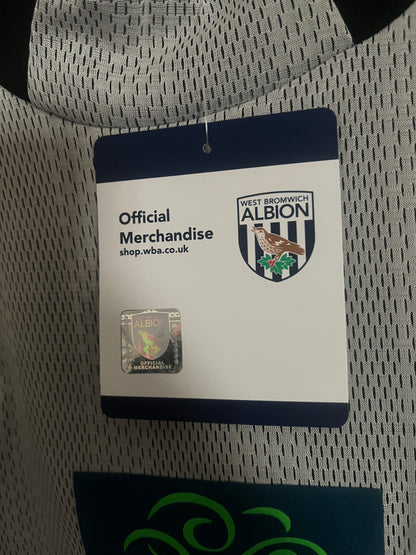 Official
Merchandise
shop.wba.co.uk
WEST BROMWICH
ALBION
ALBION
OFFICIAL
MERCHANDISE